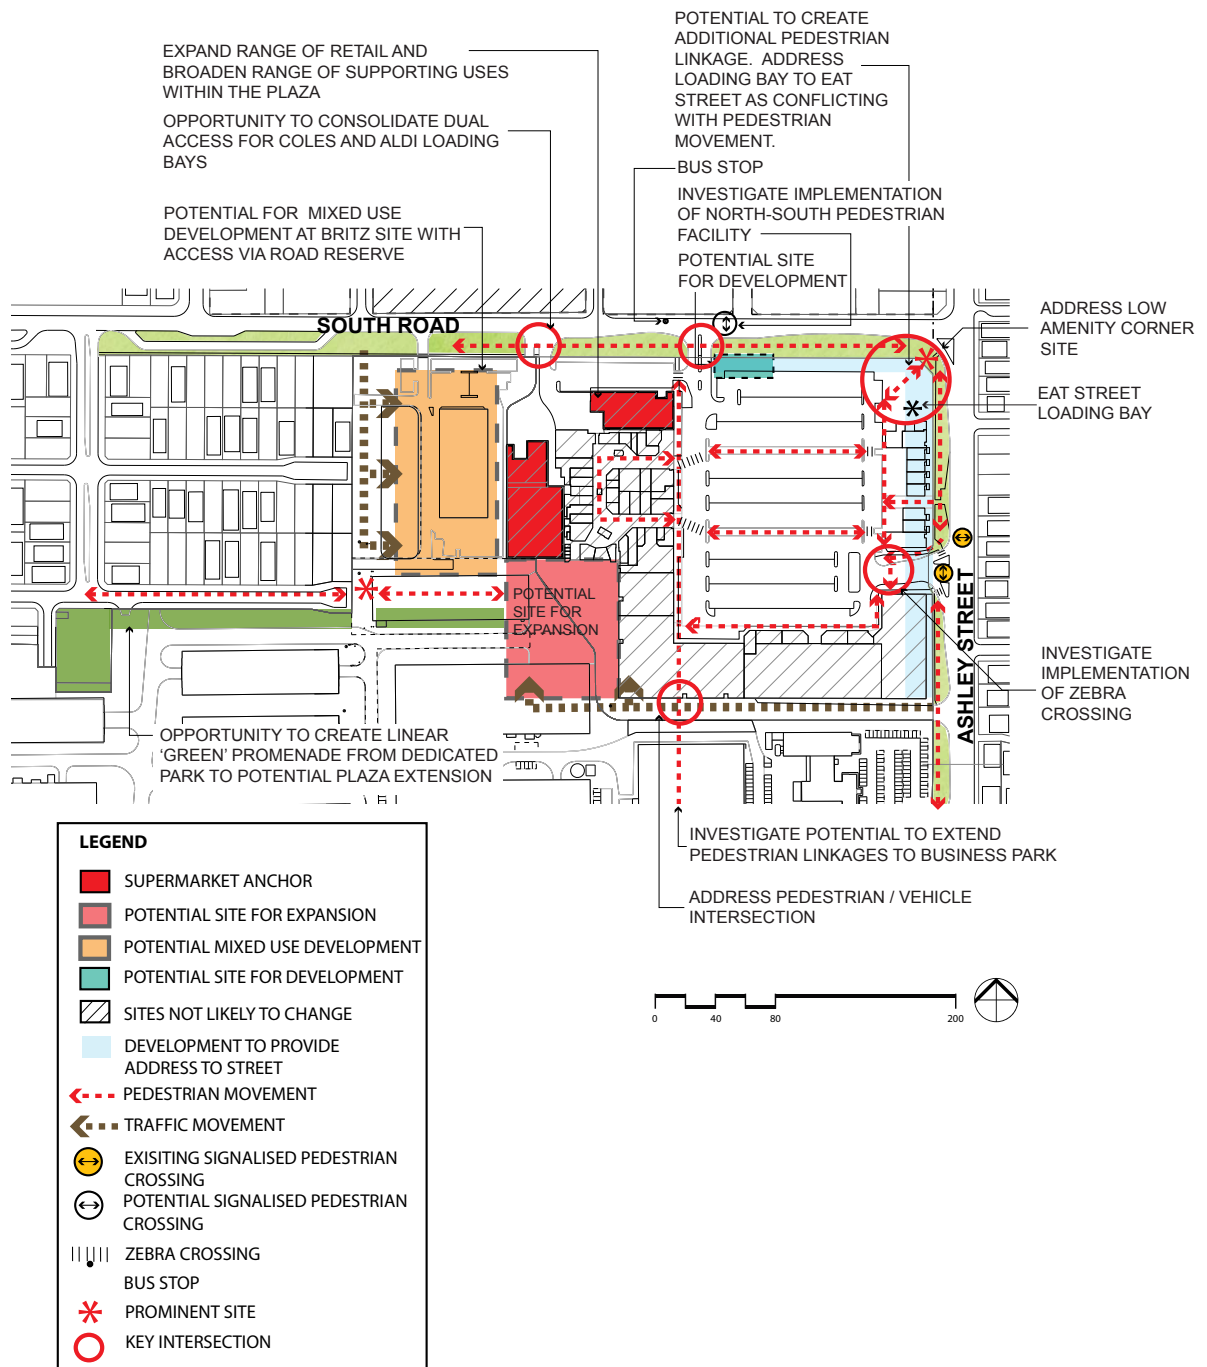 POTENTIAL TO CREATE
ADDITIONAL PEDESTRIAN
LINKAGE. ADDRESS
LOADING BAY TO EAT
STREET AS CONFLICTING
WITH PEDESTRIAN
MOVEMENT.
EXPAND RANGE OF RETAIL AND
BROADEN RANGE OF SUPPORTING USES
WITHIN THE PLAZA
OPPORTUNITY TO CONSOLIDATE DUAL
ACCESS FOR COLES AND ALDI LOADING
BAYS
BUS STOP
INVESTIGATE IMPLEMENTATION
OF NORTH-SOUTH PEDESTRIAN
FACILITY
POTENTIAL FOR MIXED USE
DEVELOPMENT AT BRITZ SITE WITH
ACCESS VIA ROAD RESERVE
POTENTIAL SITE
FOR DEVELOPMENT
SOUTH ROAD
ADDRESS LOW
AMENITY CORNER
SITE
EAT STREET
LOADING BAY
POTENTIAL
SITE FOR
EXPANSION
ASHLEY STREET
INVESTIGATE
IMPLEMENTATION
OF ZEBRA
CROSSING
OPPORTUNITY TO CREATE LINEAR
‘GREEN’ PROMENADE FROM DEDICATED
PARK TO POTENTIAL PLAZA EXTENSION
INVESTIGATE POTENTIAL TO EXTEND
PEDESTRIAN LINKAGES TO BUSINESS PARK
ADDRESS PEDESTRIAN / VEHICLE
INTERSECTION
LEGEND
SUPERMARKET ANCHOR
POTENTIAL SITE FOR EXPANSION
POTENTIAL MIXED USE DEVELOPMENT
POTENTIAL SITE FOR DEVELOPMENT
SITES NOT LIKELY TO CHANGE
DEVELOPMENT TO PROVIDE
ADDRESS TO STREET
PEDESTRIAN MOVEMENT
TRAFFIC MOVEMENT
EXISITING SIGNALISED PEDESTRIAN
CROSSING
POTENTIAL SIGNALISED PEDESTRIAN
CROSSING
ZEBRA CROSSING
BUS STOP
PROMINENT SITE
KEY INTERSECTION
0 40 80 200